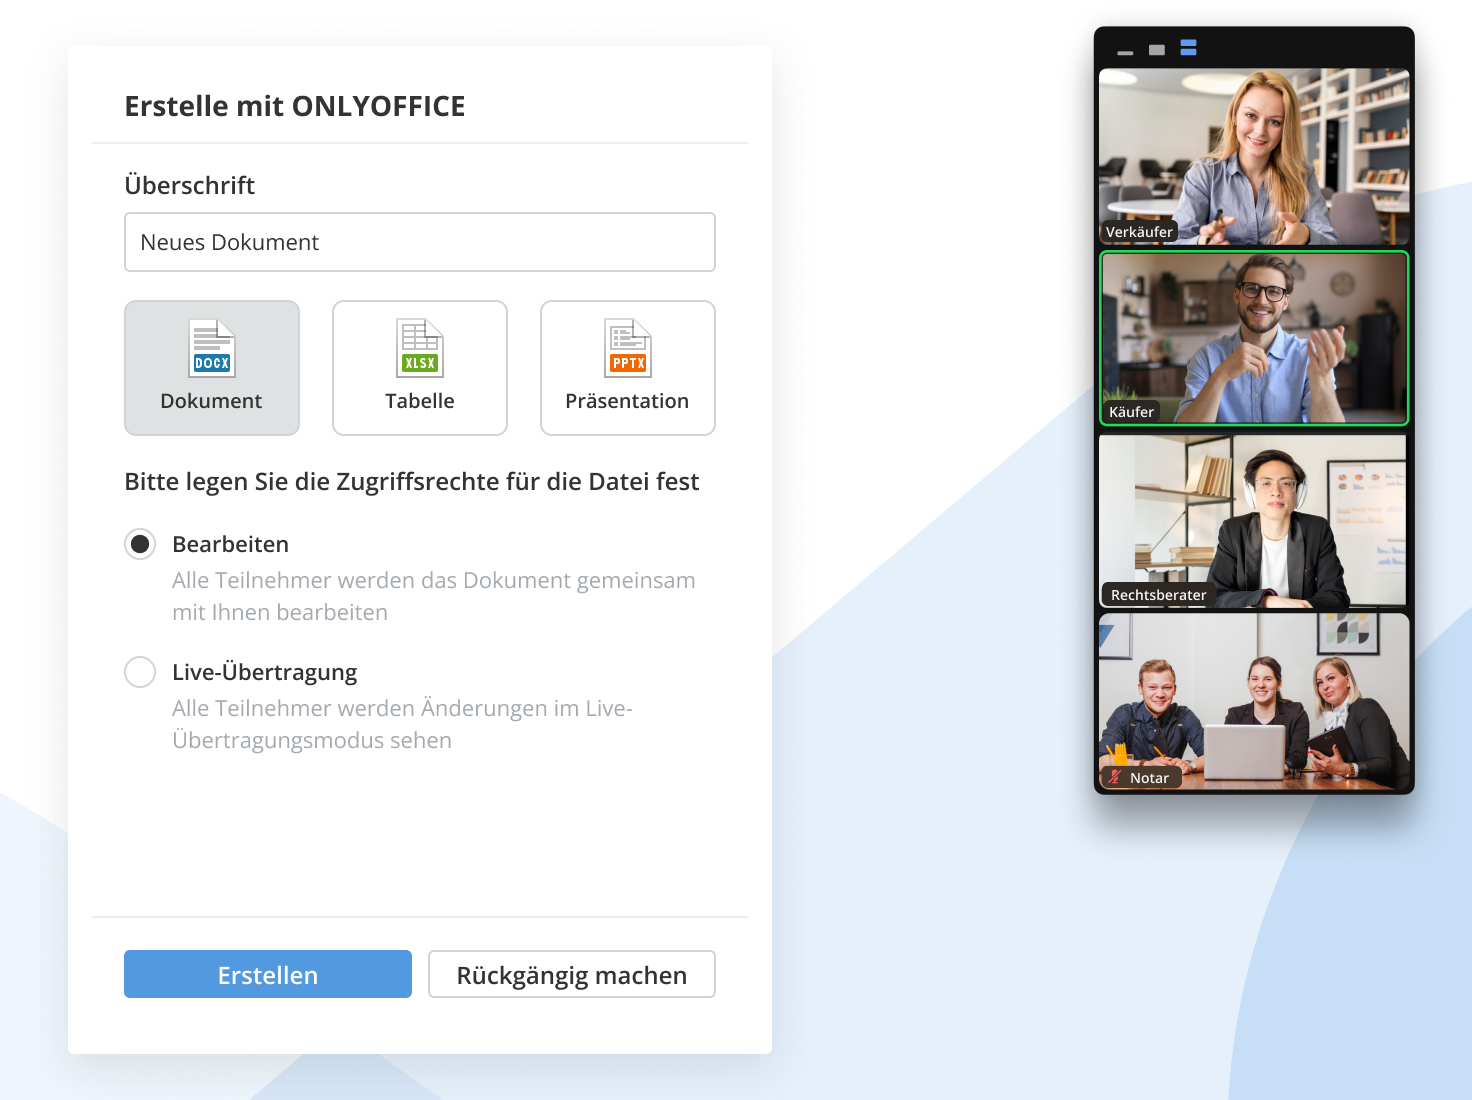 Erstelle mit ONLYOFFICE
Überschrift
Neues Dokument
DOCX
Dokument
XLSX
Tabelle
PPTX
Präsentation
Bitte legen Sie die Zugriffsrechte für die Datei fest
Bearbeiten
Alle Teilnehmer werden das Dokument gemeinsam
mit Ihnen bearbeiten
Live-Übertragung
Alle Teilnehmer werden Änderungen im Live-
Übertragungsmodus sehen
Erstellen
Rückgängig machen
Verkäufer
Käufer
Rechtsberater
Notar